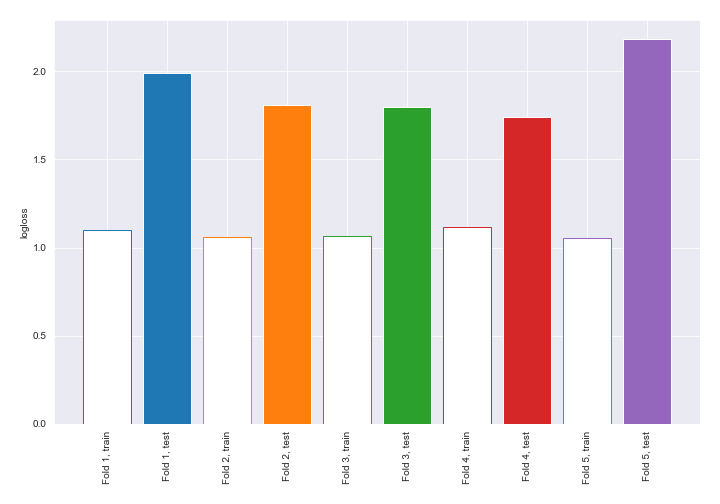 2.0
1.5
1.0
0.5
0.0
logloss
Fold 1, train
Fold 1, test
Fold 2, train
Fold 2, test
Fold 3, train
Fold 3, test
Fold 4, train
Fold 4, test
Fold 5, train
Fold 5, test